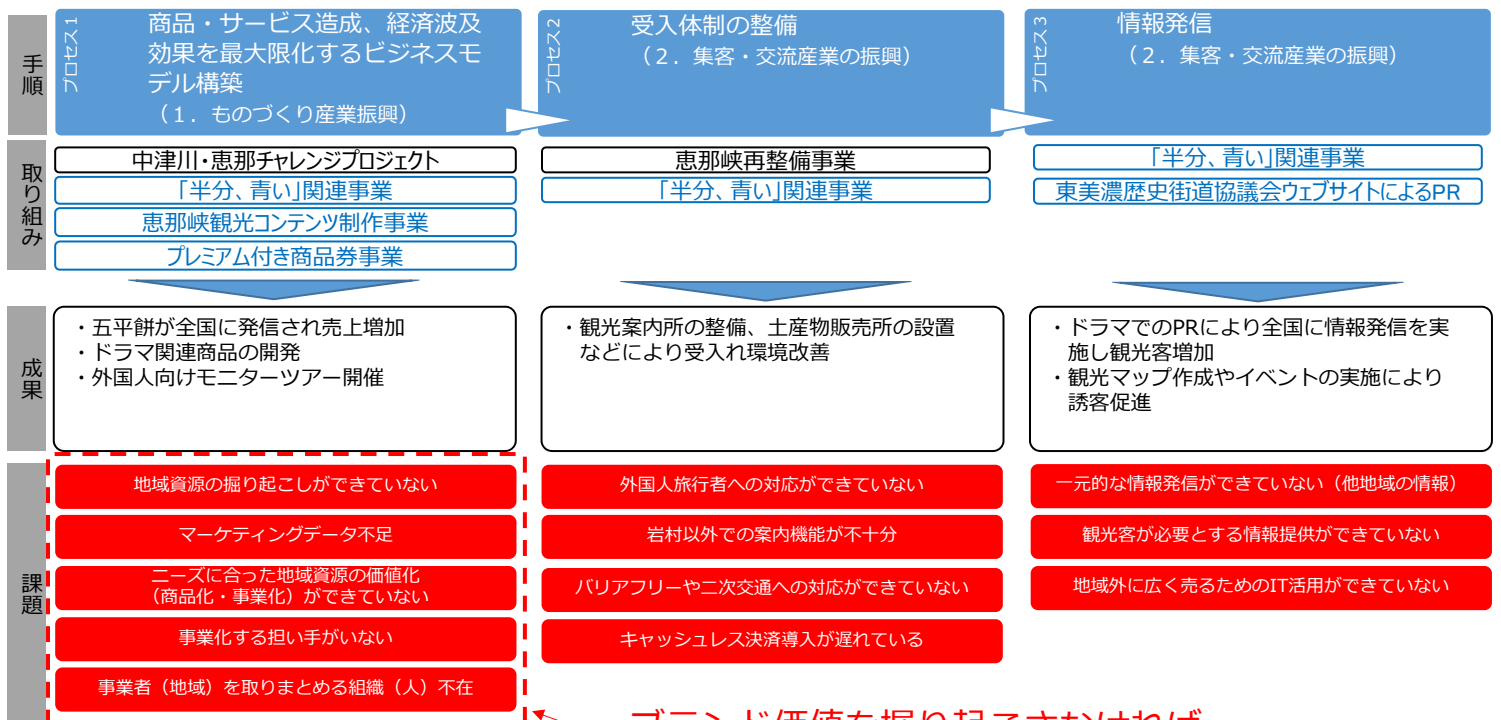 手順
プロセス1
商品・サービス造成、経済波及
効果を最大限化するビジネスモ
デル構築
（1．ものづくり産業振興）
プロセス2
受入体制の整備
（2．集客・交流産業の振興）
プロセス3
情報発信
（2．集客・交流産業の振興）
取り組み
中津川・恵那チャレンジプロジェクト
「半分、青い」関連事業
恵那峡観光コンテンツ制作事業
プレミアム付き商品券事業
恵那峡再整備事業
「半分、青い」関連事業
「半分、青い」関連事業
東美濃歴史街道協議会ウェブサイトによるPR
成果
・五平餅が全国に発信され売上増加
・ドラマ関連商品の開発
・外国人向けモニターツアー開催
・観光案内所の整備、土産物販売所の設置
などにより受入れ環境改善
・ドラマでのPRにより全国に情報発信を実
施し観光客増加
・観光マップ作成やイベントの実施により
誘客促進
課題
地域資源の掘り起こしができていない
マーケティングデータ不足
ニーズに合った地域資源の価値化
（商品化・事業化）ができていない
事業化する担い手がいない
事業者（地域）を取りまとめる組織（人）不在
外国人旅行者への対応ができていない
岩村以外での案内機能が不十分
バリアフリーや二次交通への対応ができていない
キャッシュレス決済導入が遅れている
一元的な情報発信ができていない（他地域の情報）
観光客が必要とする情報提供ができていない
地域外に広く売るためのIT活用ができていない
ブランド価値を掘り起こさなければ